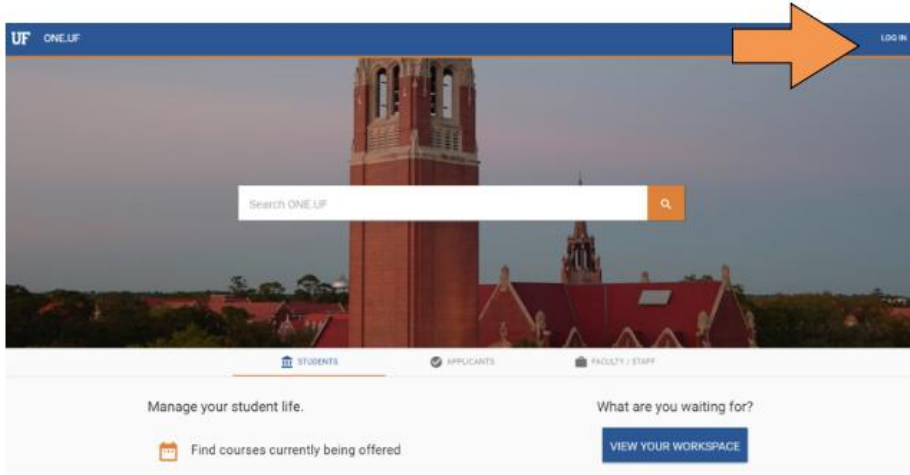 UF ONE.UF LOG IN
Search ONE.UF
STUDENTS APPLICANTS FACULTY / STAFF
Manage your student life. What are you waiting for?
Find courses currently being offered VIEW YOUR WORKSPACE